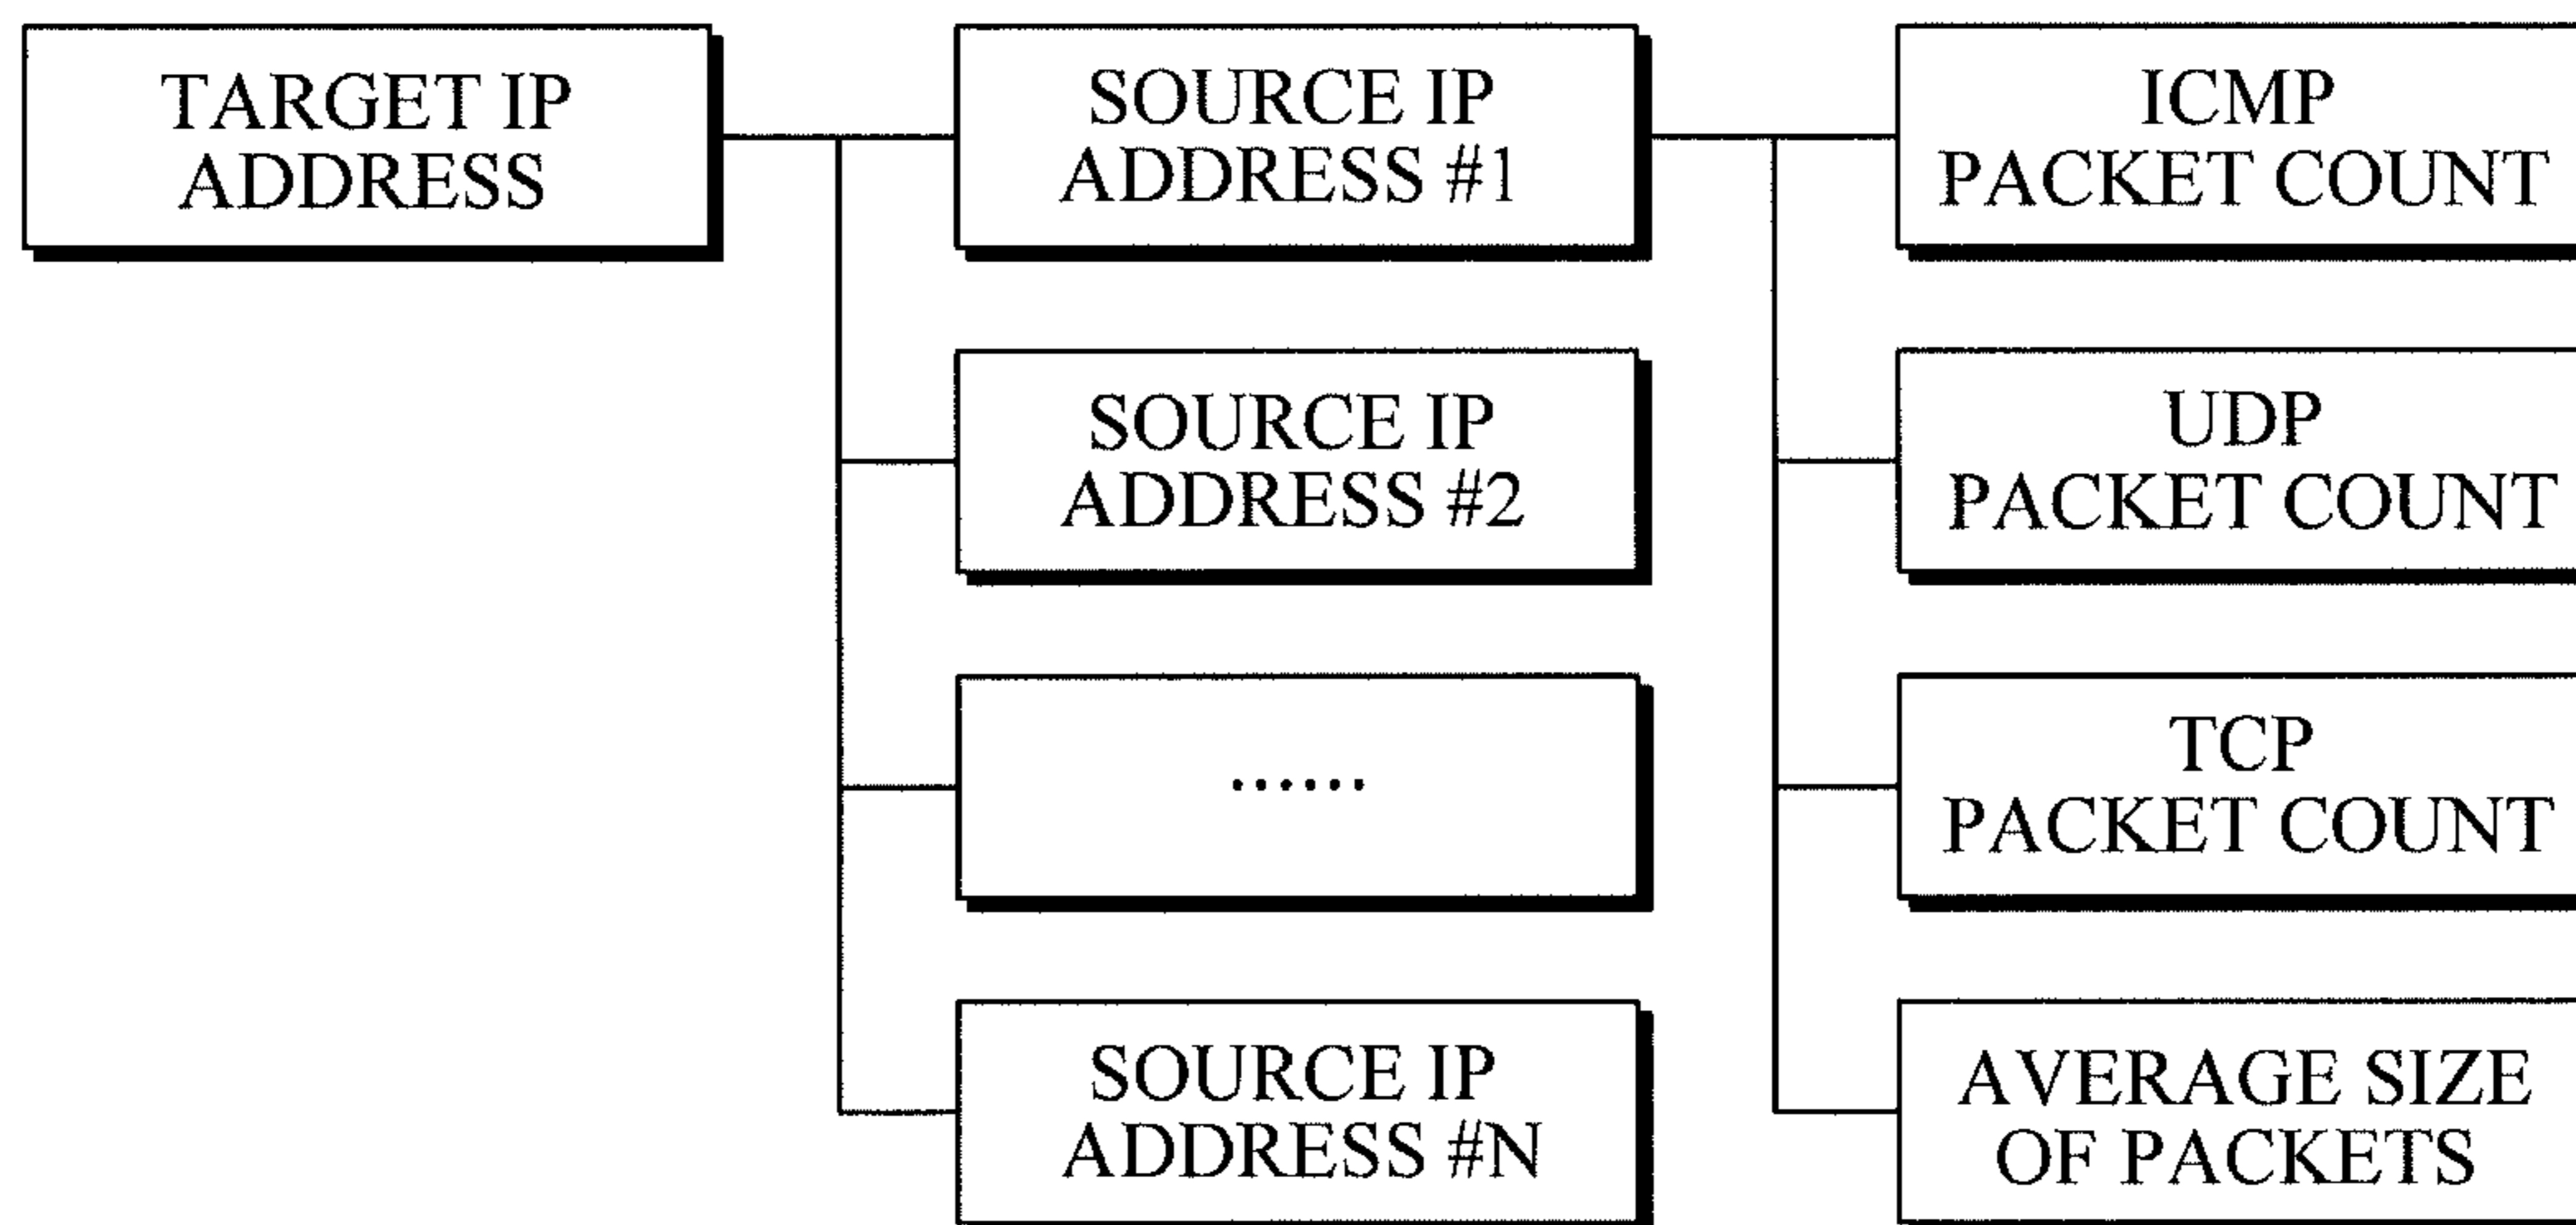 TARGET IP
ADDRESS
SOURCE IP
ADDRESS #1
ICMP
PACKET COUNT
SOURCE IP
ADDRESS #2
UDP
PACKET COUNT
......
TCP
PACKET COUNT
SOURCE IP
ADDRESS #N
AVERAGE SIZE
OF PACKETS